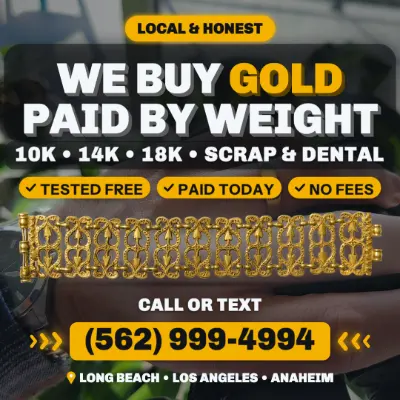 LOCAL & HONEST
WE BUY GOLD
PAID BY WEIGHT
10K • 14K • 18K • SCRAP & DENTAL
✓ TESTED FREE ✓ PAID TODAY ✓ NO FEES
CALL OR TEXT
(562) 999-4994
LONG BEACH • LOS ANGELES • ANAHEIM